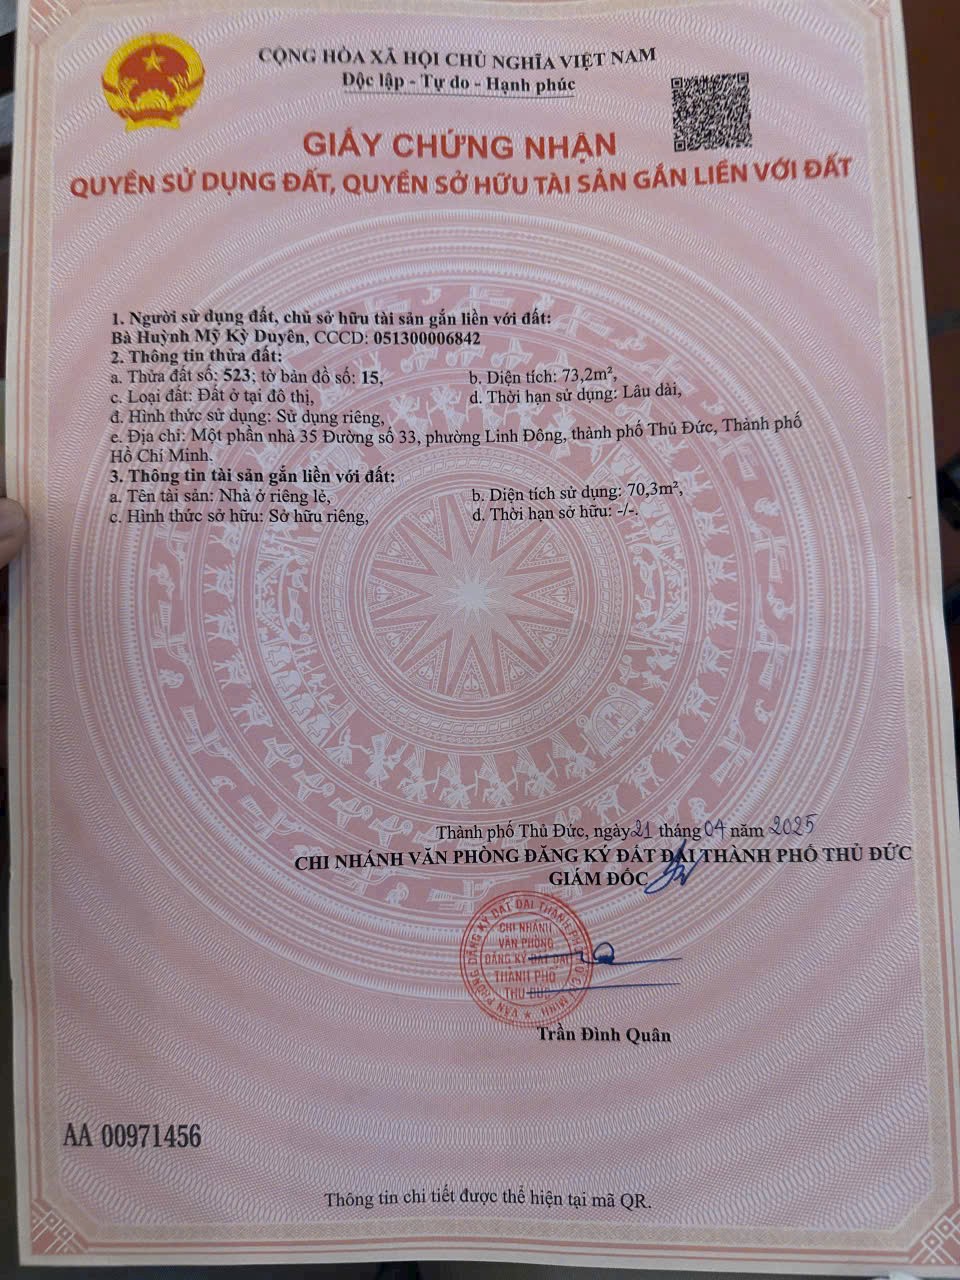 CỘNG HÒA XÃ HỘI CHỦ NGHĨA VIỆT NAM
Độc lập - Tự do - Hạnh phúc
GIẤY CHỨNG NHẬN
QUYỀN SỬ DỤNG ĐẤT, QUYỀN SỞ HỮU TÀI SẢN GẮN LIỀN VỚI ĐẤT
1. Người sử dụng đất, chủ sở hữu tài sản gắn liền với đất:
Bà Huỳnh Mỹ Kỳ Duyên, CCCD: 051300006842
2. Thông tin thửa đất:
a. Thửa đất số: 523; tờ bản đồ số: 15, b. Diện tích: 73,2m²,
c. Loại đất: Đất ở tại đô thị, d. Thời hạn sử dụng: Lâu dài,
đ. Hình thức sử dụng: Sử dụng riêng,
e. Địa chỉ: Một phần nhà 35 Đường số 33, phường Linh Đông, thành phố Thủ Đức, Thành phố
Hồ Chí Minh.
3. Thông tin tài sản gắn liền với đất:
a. Tên tài sản: Nhà ở riêng lẻ, b. Diện tích sử dụng: 70,3m²,
c. Hình thức sở hữu: Sở hữu riêng, d. Thời hạn sở hữu: -/-.
Thành phố Thủ Đức, ngày 21 tháng 04 năm 2025
CHI NHÁNH VĂN PHÒNG ĐĂNG KÝ ĐẤT ĐAI THÀNH PHỐ THỦ ĐỨC
GIÁM ĐỐC
CHI NHÁNH
VĂN PHÒNG
ĐĂNG KÝ ĐẤT ĐAI
THÀNH PHỐ
THỦ ĐỨC
Trần Đình Quân
AA 00971456
Thông tin chi tiết được thể hiện tại mã QR.